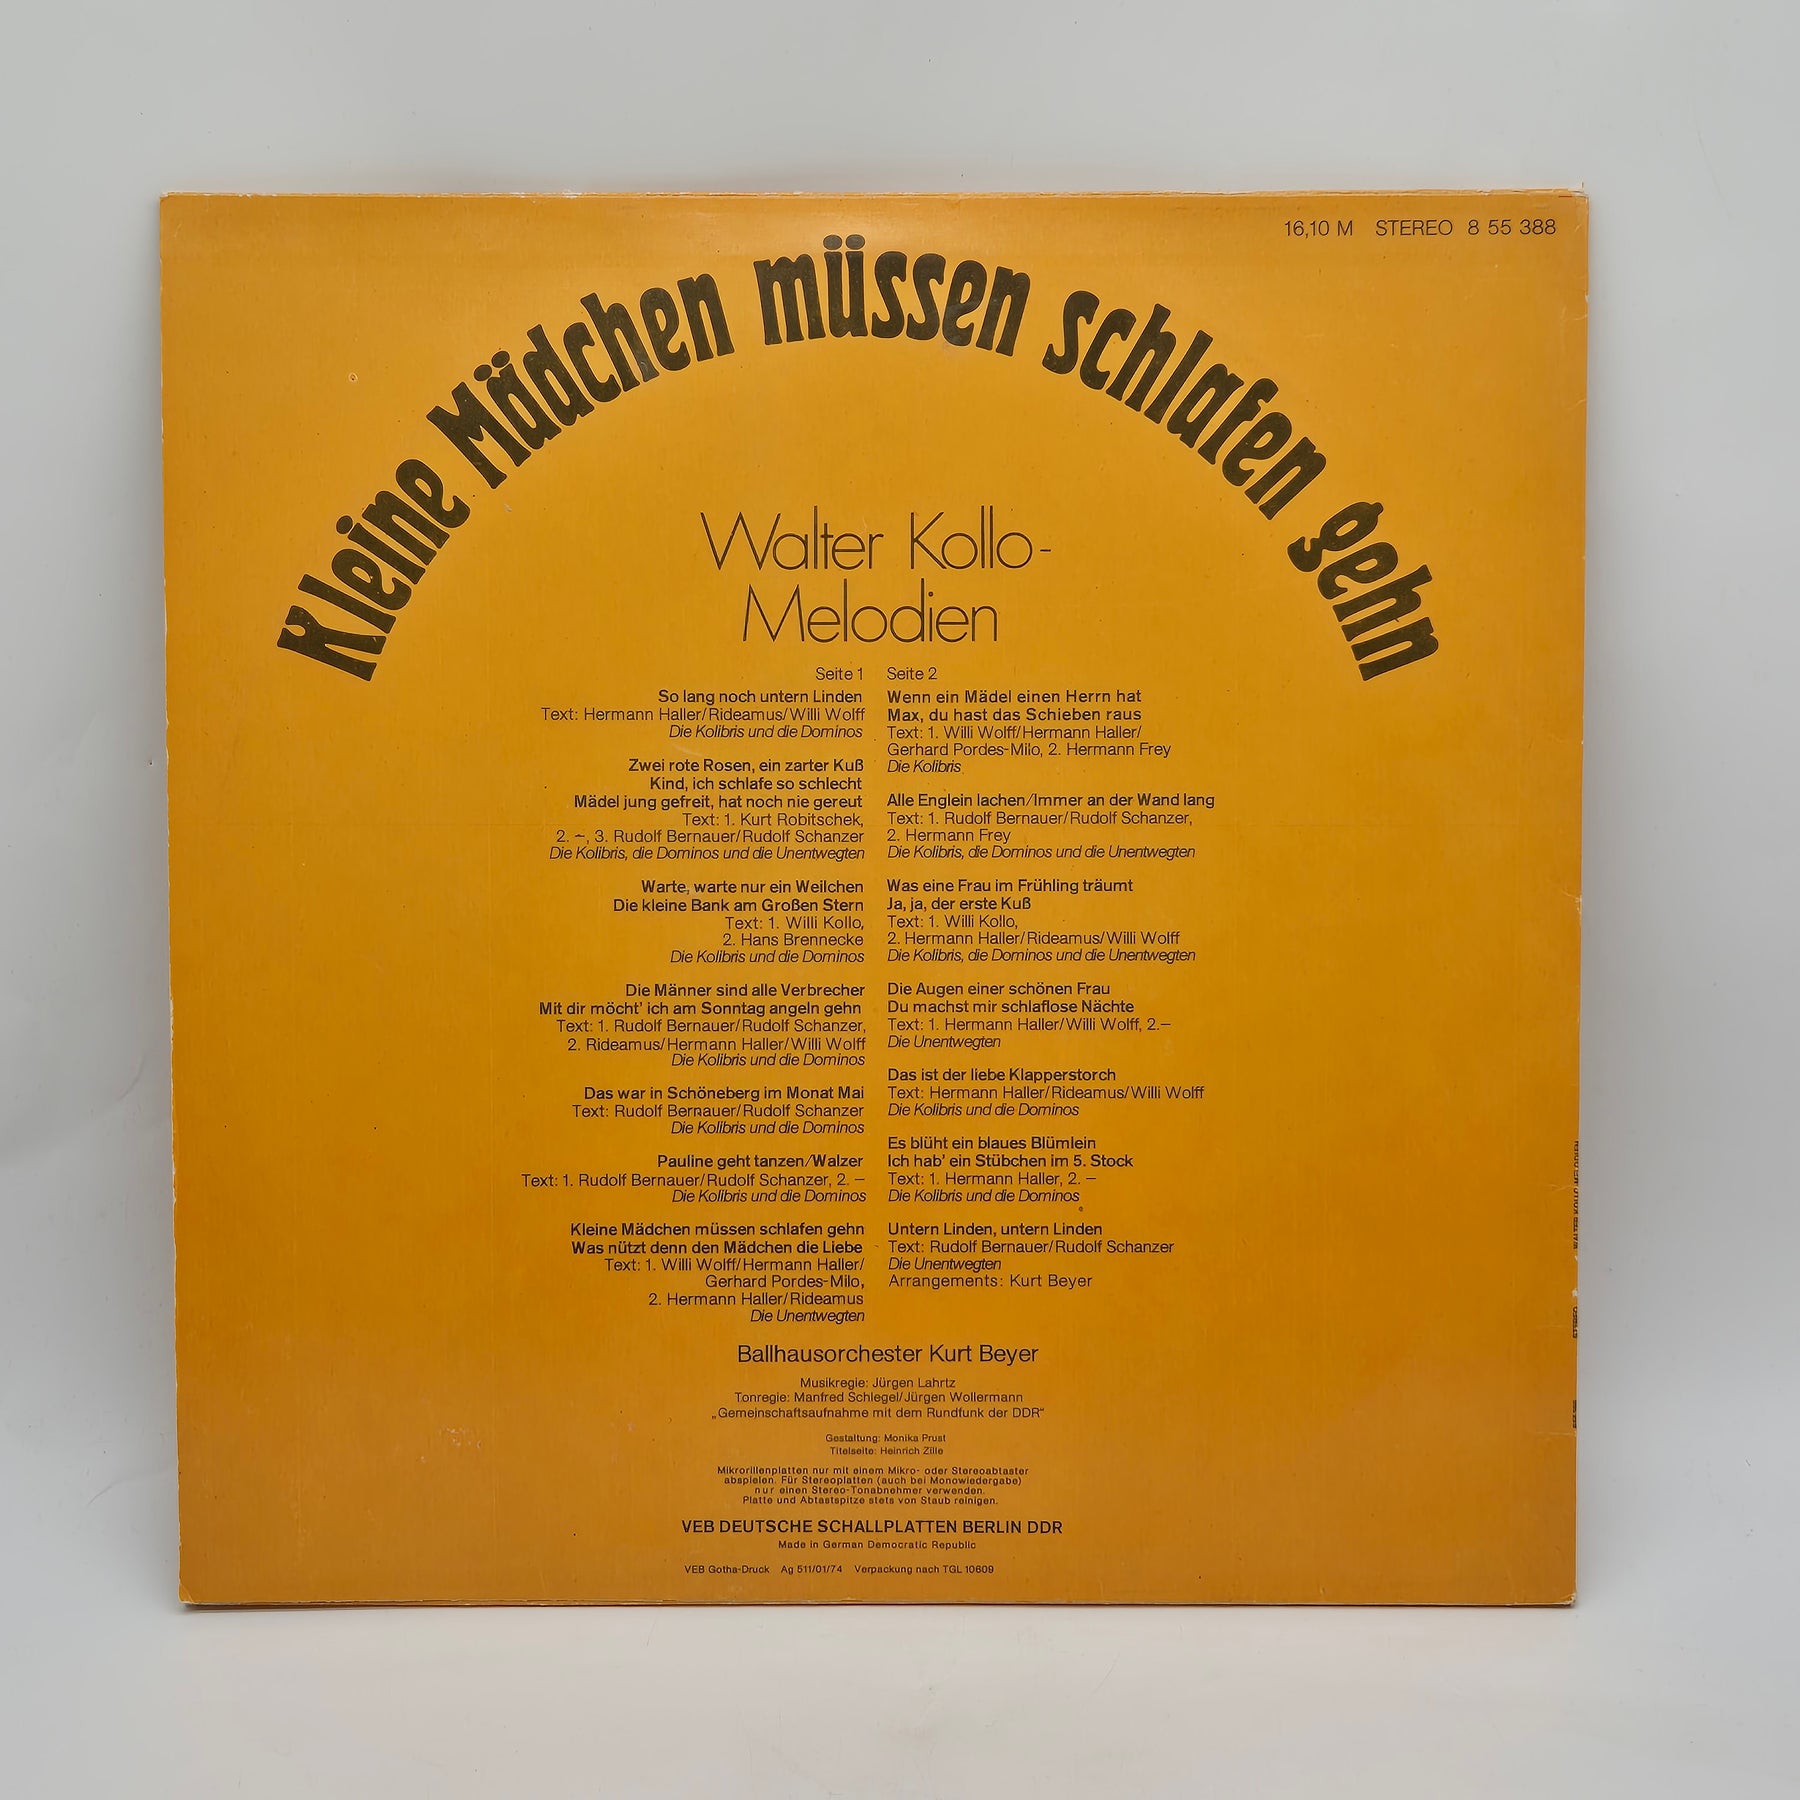 16,10 M STEREO 8 55 388
Kleine Mädchen müssen schlafen gehn
Walter Kollo-
Melodien
Seite 1
So lang noch untern Linden
Text: Hermann Haller/Rideamus/Willi Wolff
Die Kolibris und die Dominos
Zwei rote Rosen, ein zarter Kuß
Kind, ich schlafe so schlecht
Mädel jung gefreit, hat noch nie gereut
Text: 1. Kurt Robitschek,
2. –, 3. Rudolf Bernauer/Rudolf Schanzer
Die Kolibris, die Dominos und die Unentwegten
Warte, warte nur ein Weilchen
Die kleine Bank am Großen Stern
Text: 1. Willi Kollo,
2. Hans Brennecke
Die Kolibris und die Dominos
Die Männer sind alle Verbrecher
Mit dir möcht' ich am Sonntag angeln gehn
Text: 1. Rudolf Bernauer/Rudolf Schanzer,
2. Rideamus/Hermann Haller/Willi Wolff
Die Kolibris und die Dominos
Das war in Schöneberg im Monat Mai
Text: Rudolf Bernauer/Rudolf Schanzer
Die Kolibris und die Dominos
Pauline geht tanzen/Walzer
Text: 1. Rudolf Bernauer/Rudolf Schanzer, 2. –
Die Kolibris und die Dominos
Kleine Mädchen müssen schlafen gehn
Was nützt denn den Mädchen die Liebe
Text: 1. Willi Wolff/Hermann Haller/
Gerhard Pordes-Milo,
2. Hermann Haller/Rideamus
Die Unentwegten
Seite 2
Wenn ein Mädel einen Herrn hat
Max, du hast das Schieben raus
Text: 1. Willi Wolff/Hermann Haller/
Gerhard Pordes-Milo, 2. Hermann Frey
Die Kolibris
Alle Englein lachen/Immer an der Wand lang
Text: 1. Rudolf Bernauer/Rudolf Schanzer,
2. Hermann Frey
Die Kolibris, die Dominos und die Unentwegten
Was eine Frau im Frühling träumt
Ja, ja, der erste Kuß
Text: 1. Willi Kollo,
2. Hermann Haller/Rideamus/Willi Wolff
Die Kolibris, die Dominos und die Unentwegten
Die Augen einer schönen Frau
Du machst mir schlaflose Nächte
Text: 1. Hermann Haller/Willi Wolff, 2.–
Die Unentwegten
Das ist der liebe Klapperstorch
Text: Hermann Haller/Rideamus/Willi Wolff
Die Kolibris und die Dominos
Es blüht ein blaues Blümlein
Ich hab' ein Stübchen im 5. Stock
Text: 1. Hermann Haller, 2. –
Die Kolibris und die Dominos
Untern Linden, untern Linden
Text: Rudolf Bernauer/Rudolf Schanzer
Die Unentwegten
Arrangements: Kurt Beyer
Ballhausorchester Kurt Beyer
Musikregie: Jürgen Lahrtz
Tonregie: Manfred Schlegel/Jürgen Wollermann
„Gemeinschaftsaufnahme mit dem Rundfunk der DDR“
Gestaltung: Monika Prust
Titelseite: Heinrich Zille
Mikrorillenplatten nur mit einem Mikro- oder Stereoabtaster
abspielen. Für Stereoplatten (auch bei Monowiedergabe)
nur einen Stereo-Tonabnehmer verwenden.
Platte und Abtastspitze stets von Staub reinigen.
VEB DEUTSCHE SCHALLPLATTEN BERLIN DDR
Made in German Democratic Republic
VEB Gotha-Druck Ag 511/01/74 Verpackung nach TGL 10609
WALTER KOLLO MELODIEN
STEREO